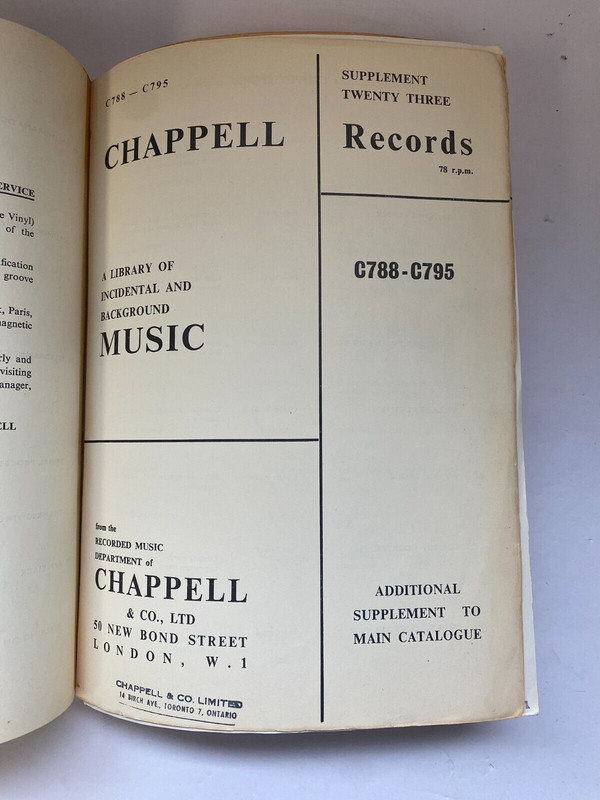 ERVICE
e Vinyl)
of the
fication
groove
., Paris,
agnetic
rly and
visiting
anager,
ELL
C788 — C795
CHAPPELL
A LIBRARY OF
INCIDENTAL AND
BACKGROUND
MUSIC
from the
RECORDED MUSIC
DEPARTMENT of
CHAPPELL
& CO., LTD
50 NEW BOND STREET
LONDON, W.1
CHAPPELL & CO. LIMITED
14 BIRCH AVE, TORONTO 7, ONTARIO
SUPPLEMENT
TWENTY THREE
Records
78 r.p.m.
C788-C795
ADDITIONAL
SUPPLEMENT TO
MAIN CATALOGUE